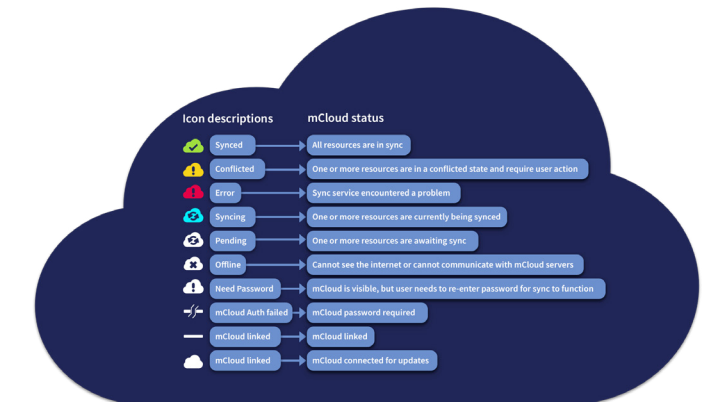 Icon descriptions mCloud status
Synced All resources are in sync
Conflicted One or more resources are in a conflicted state and require user action
Error Sync service encountered a problem
Syncing One or more resources are currently being synced
Pending One or more resources are awaiting sync
Offline Cannot see the internet or cannot communicate with mCloud servers
Need Password mCloud is visible, but user needs to re-enter password for sync to function
mCloud Auth failed mCloud password required
mCloud linked mCloud linked
mCloud linked mCloud connected for updates